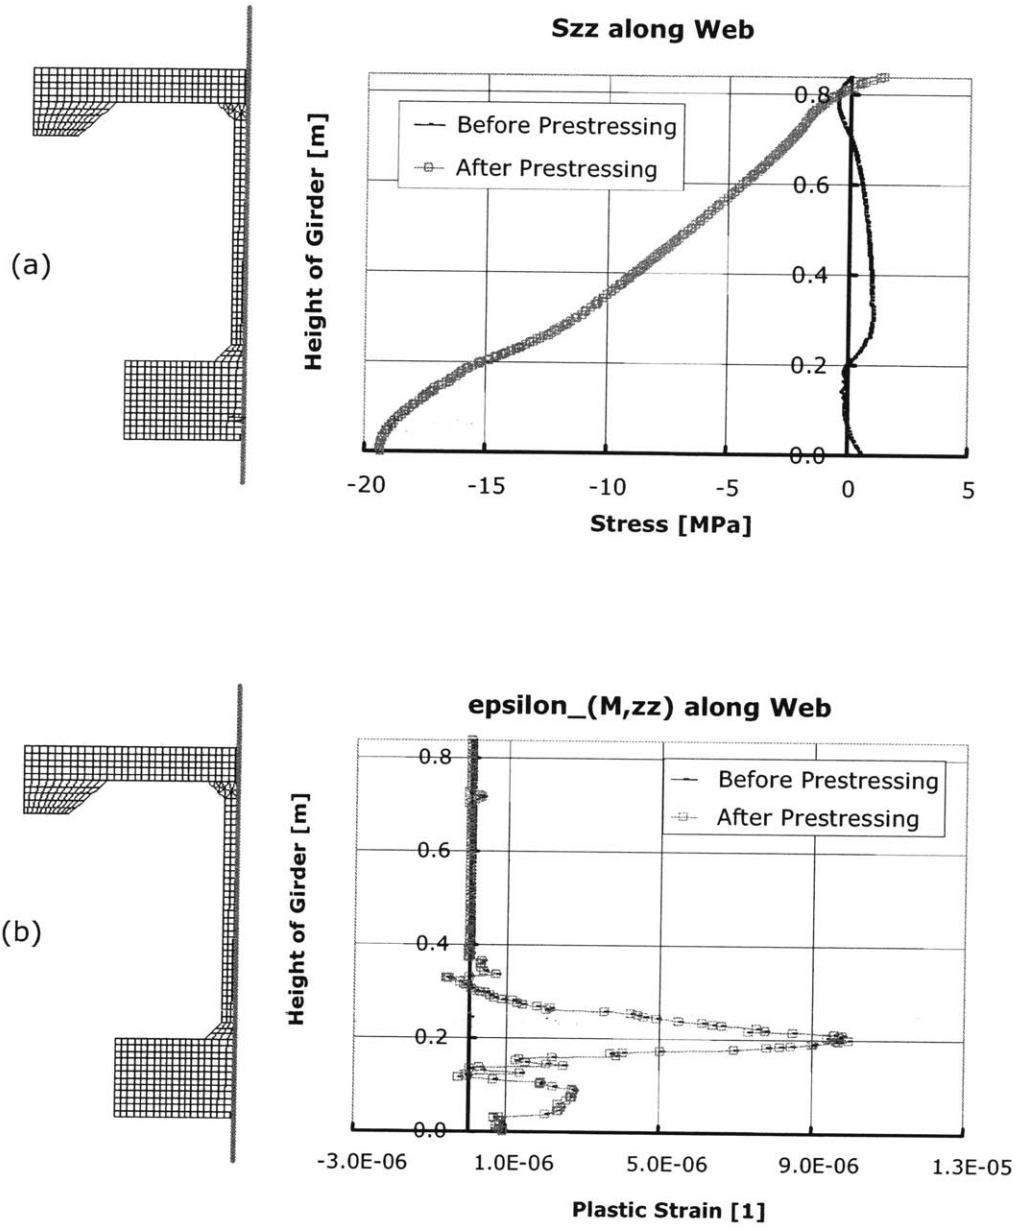 Szz along Web
Before Prestressing
After Prestressing
Height of Girder [m]
(a)
0.8
0.6
0.4
0.2
0.0
-20 -15 -10 -5 0 5
Stress [MPa]
epsilon_(M,zz) along Web
Before Prestressing
After Prestressing
Height of Girder [m]
(b)
0.8
0.6
0.4
0.2
0.0
-3.0E-06 1.0E-06 5.0E-06 9.0E-06 1.3E-05
Plastic Strain [1]